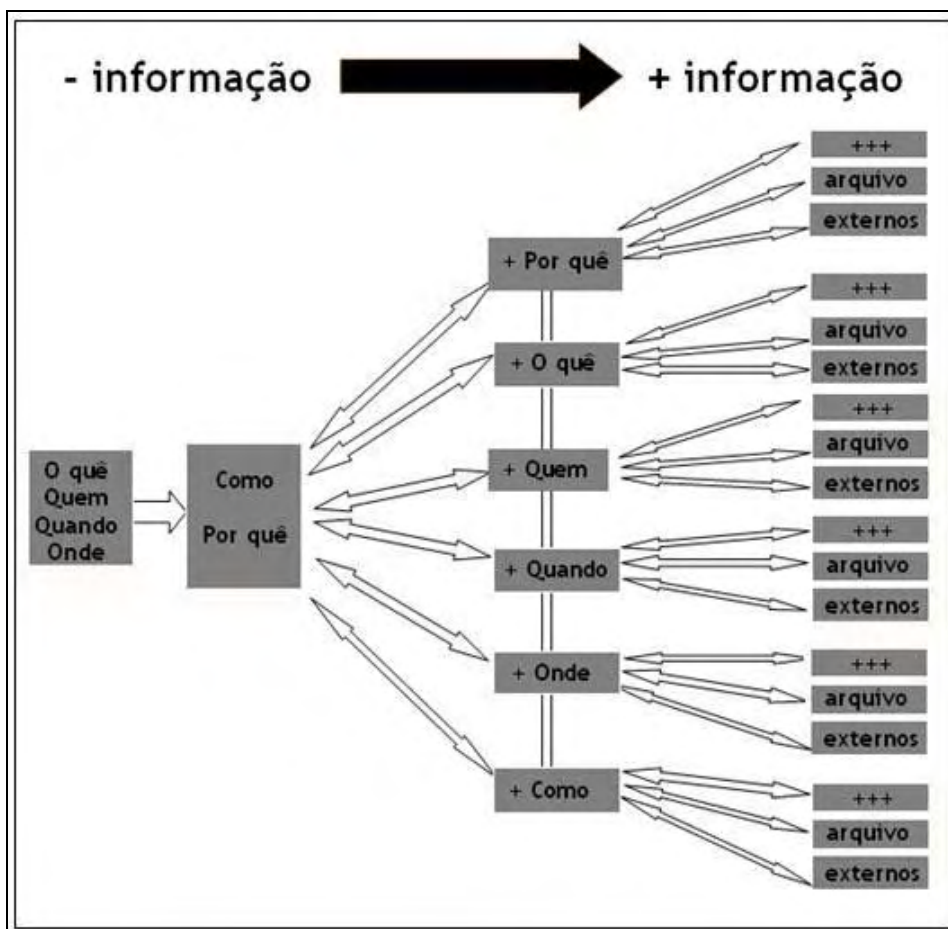 - informação
+ informação
O quê
Quem
Quando
Onde
Como
Por quê
+ Por quê
+ O quê
+ Quem
+ Quando
+ Onde
+ Como
+++
arquivo
externos
+++
arquivo
externos
+++
arquivo
externos
+++
arquivo
externos
+++
arquivo
externos
+++
arquivo
externos